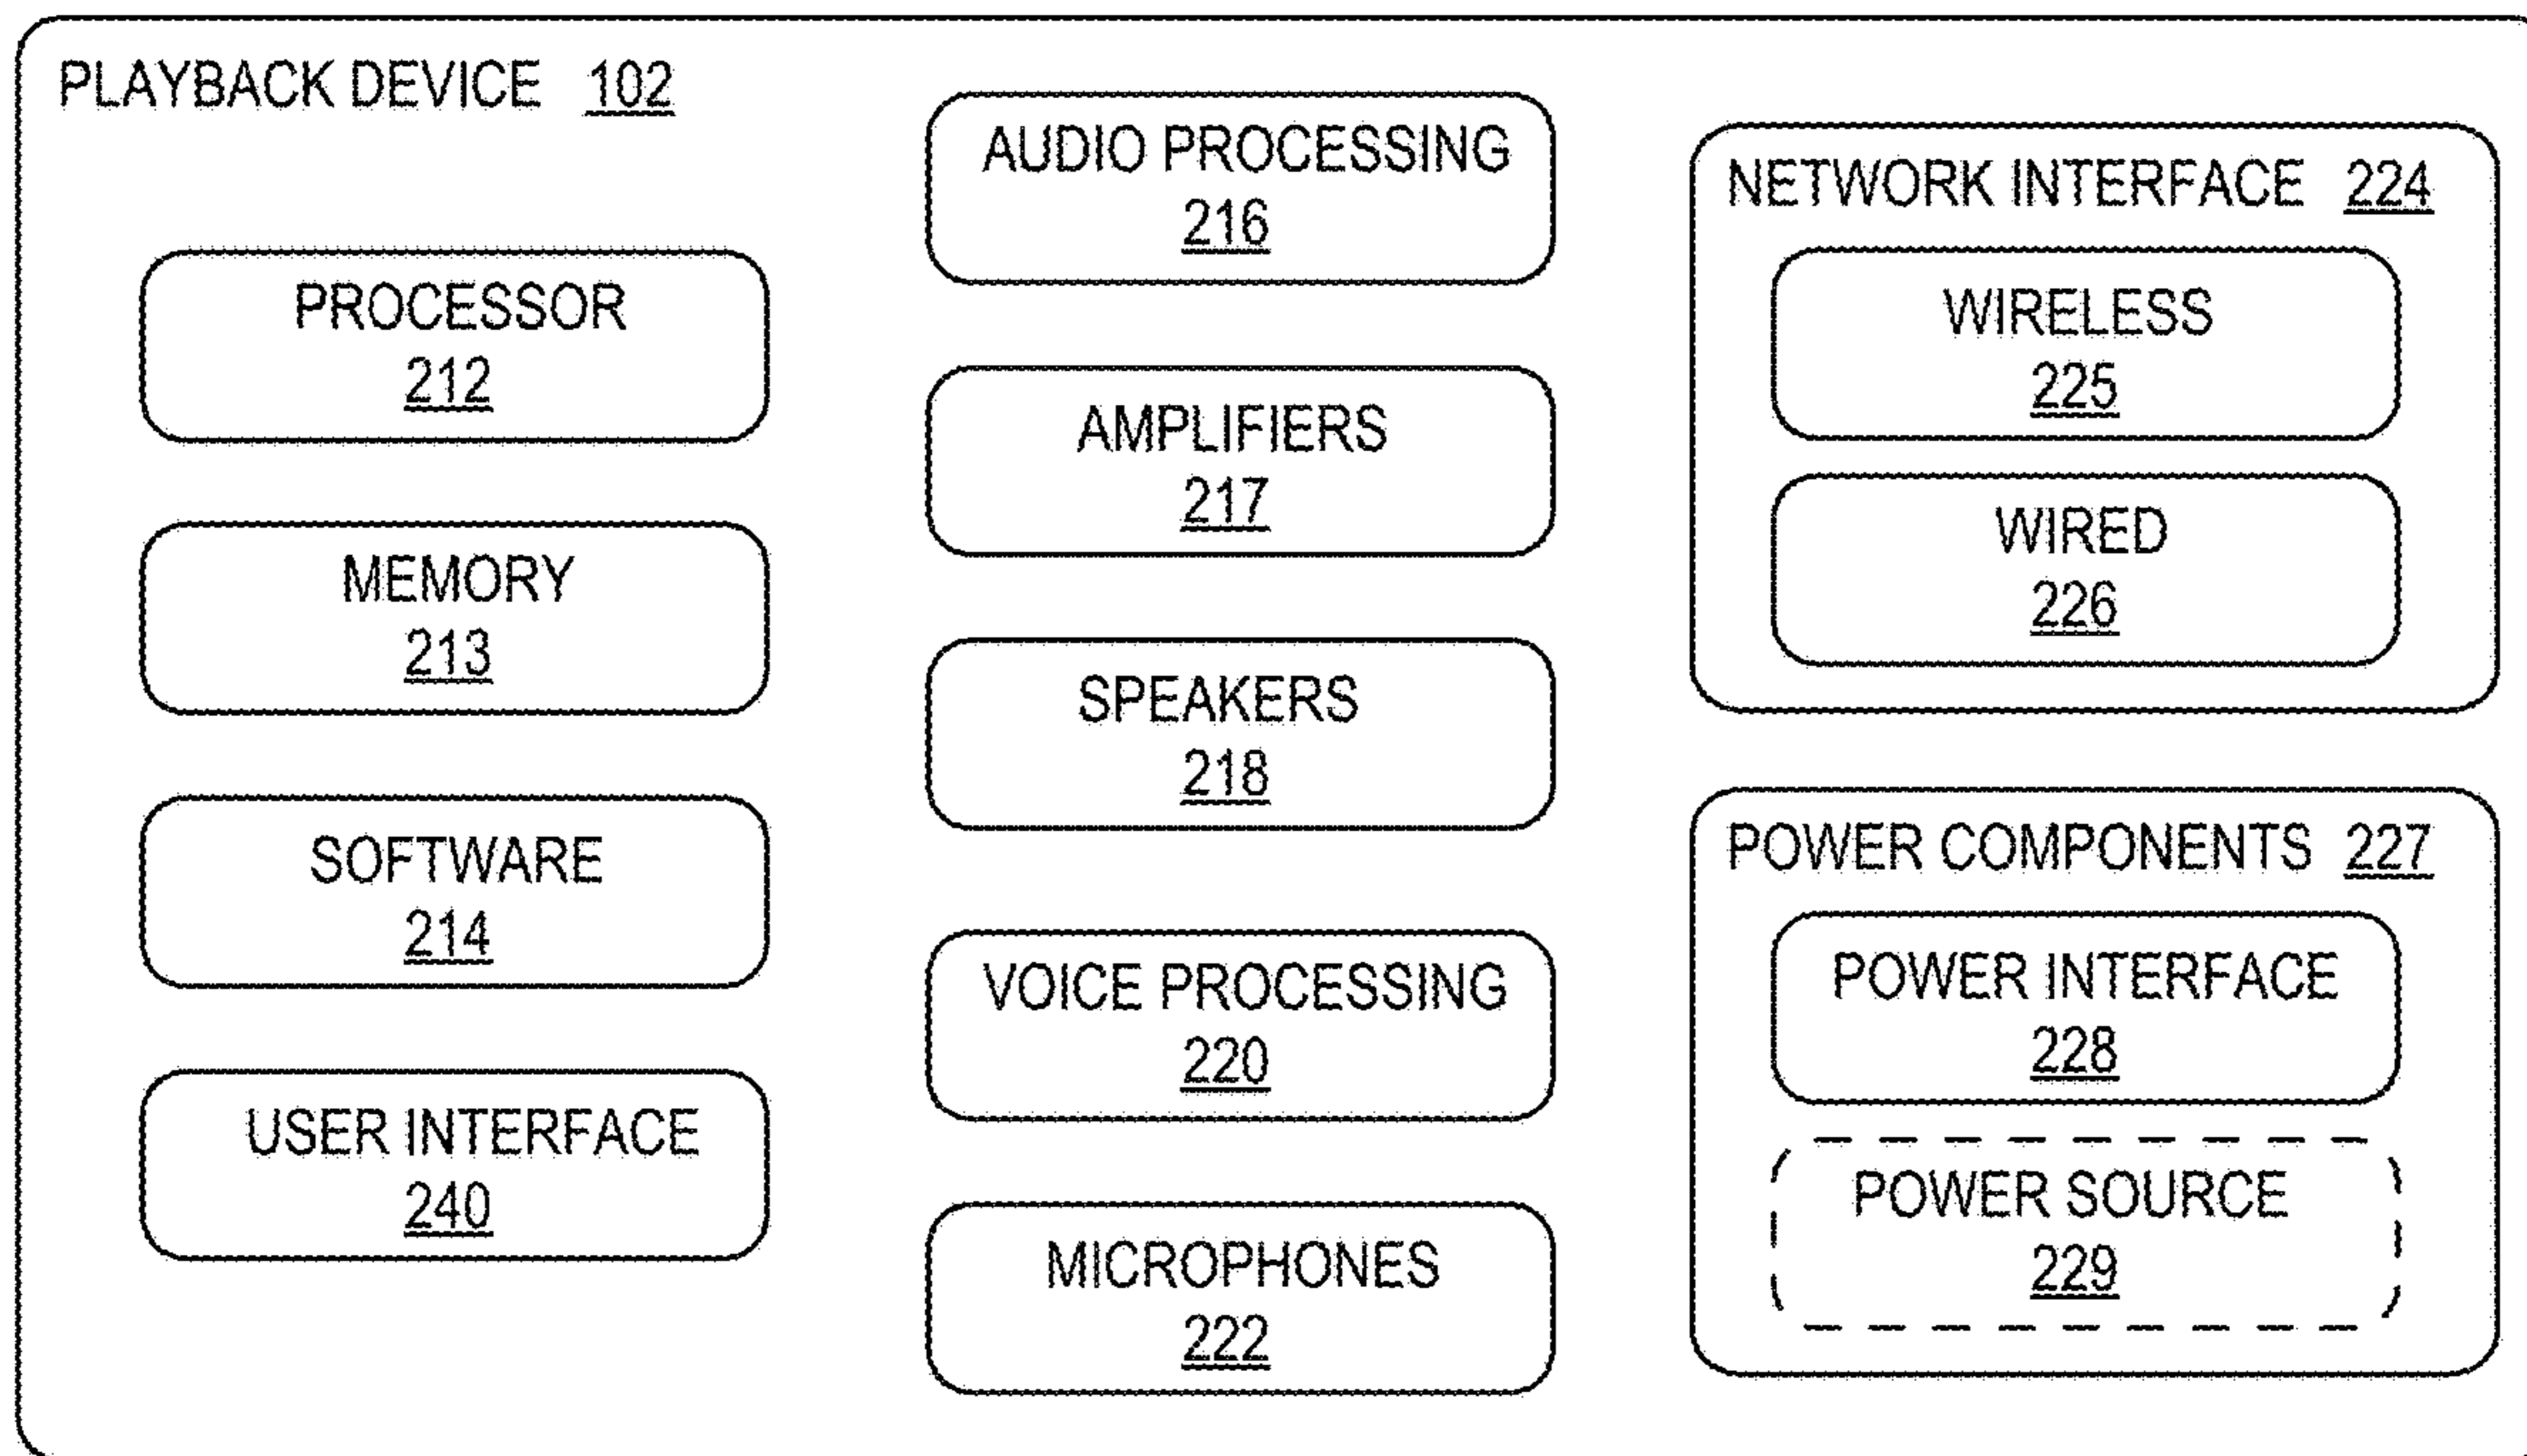 PLAYBACK DEVICE 102
PROCESSOR
212
MEMORY
213
SOFTWARE
214
USER INTERFACE
240
AUDIO PROCESSING
216
AMPLIFIERS
217
SPEAKERS
218
VOICE PROCESSING
220
MICROPHONES
222
NETWORK INTERFACE 224
WIRELESS
225
WIRED
226
POWER COMPONENTS 227
POWER INTERFACE
228
POWER SOURCE
229